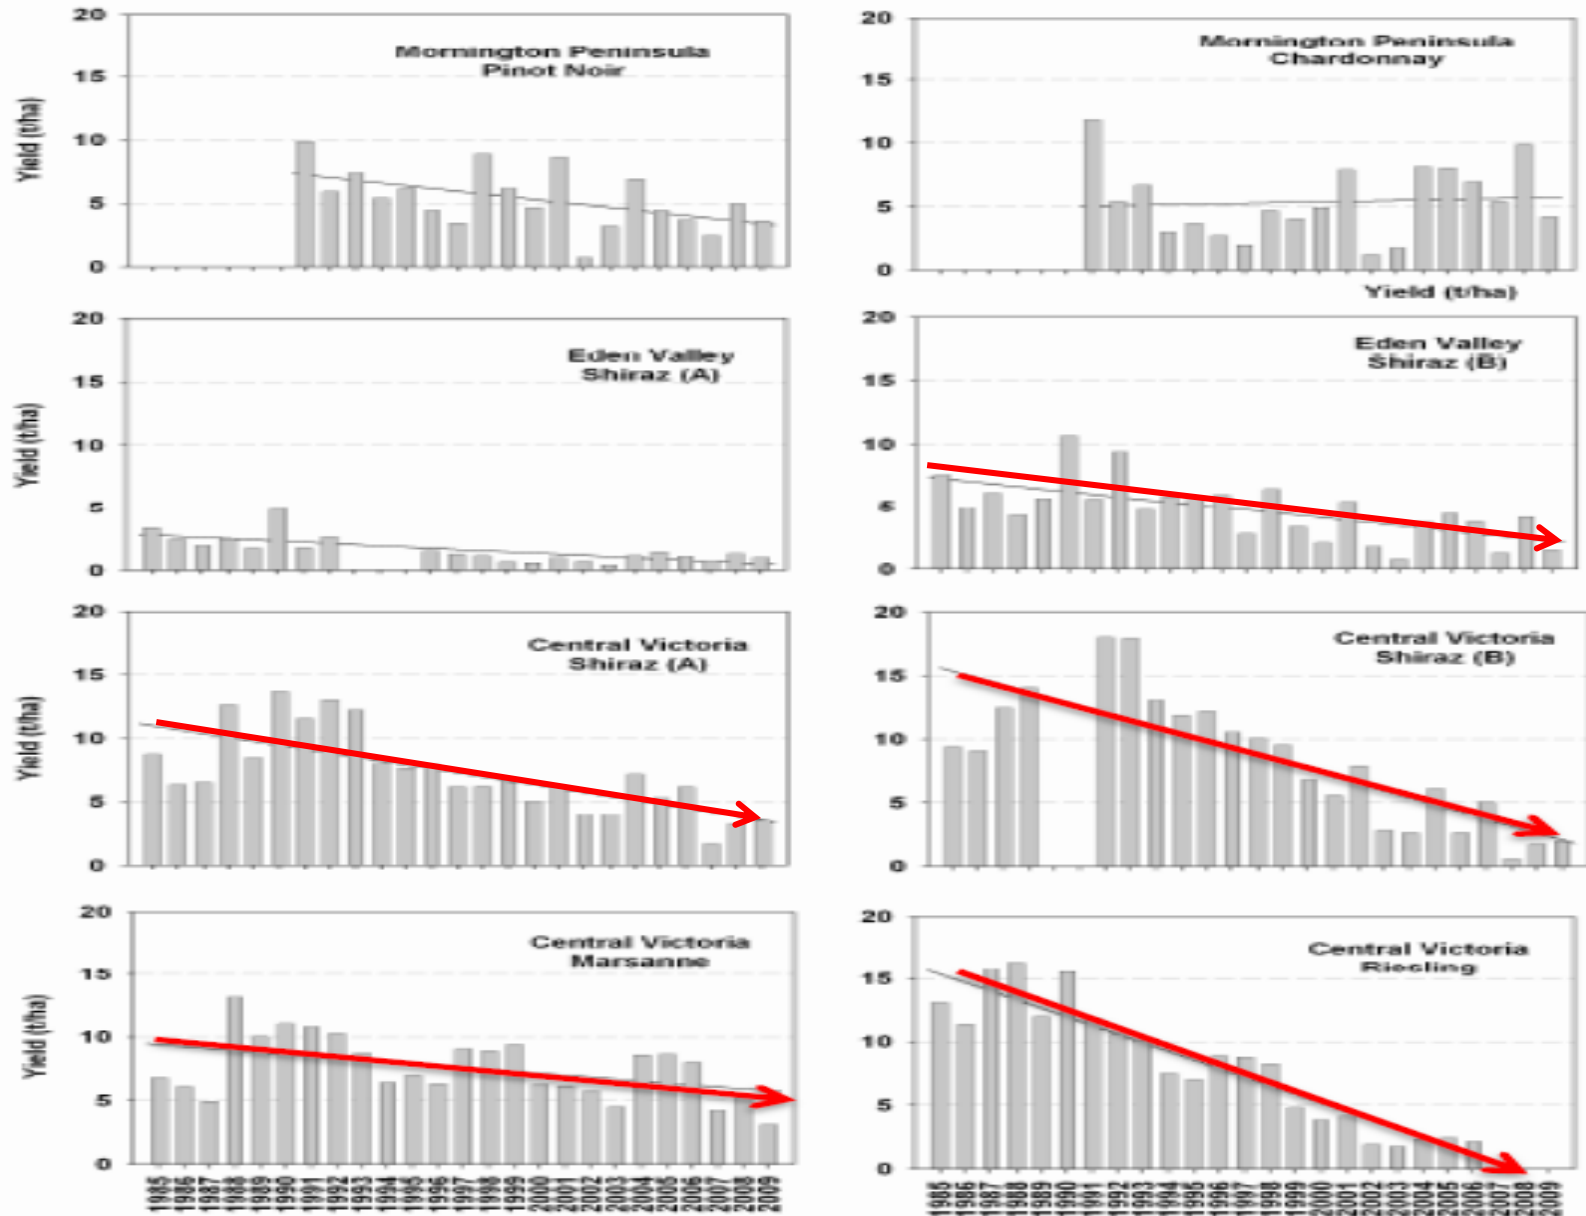 20
15
10
5
0
Yield (t/ha)
Mornington Peninsula
Pinot Noir
20
15
10
5
0
Mornington Peninsula
Chardonnay
Yield (t/ha)
20
15
10
5
0
Yield (t/ha)
Eden Valley
Shiraz (A)
20
15
10
5
0
Eden Valley
Shiraz (B)
20
15
10
5
0
Yield (t/ha)
Central Victoria
Shiraz (A)
20
15
10
5
0
Central Victoria
Shiraz (B)
20
15
10
5
0
Yield (t/ha)
Central Victoria
Marsanne
1985 1986 1987 1988 1989 1990 1991 1992 1993 1994 1995 1996 1997 1998 1999 2000 2001 2002 2003 2004 2005 2006 2007 2008 2009
20
15
10
5
0
Central Victoria
Riesling
1985 1986 1987 1988 1989 1990 1991 1992 1993 1994 1995 1996 1997 1998 1999 2000 2001 2002 2003 2004 2005 2006 2007 2008 2009